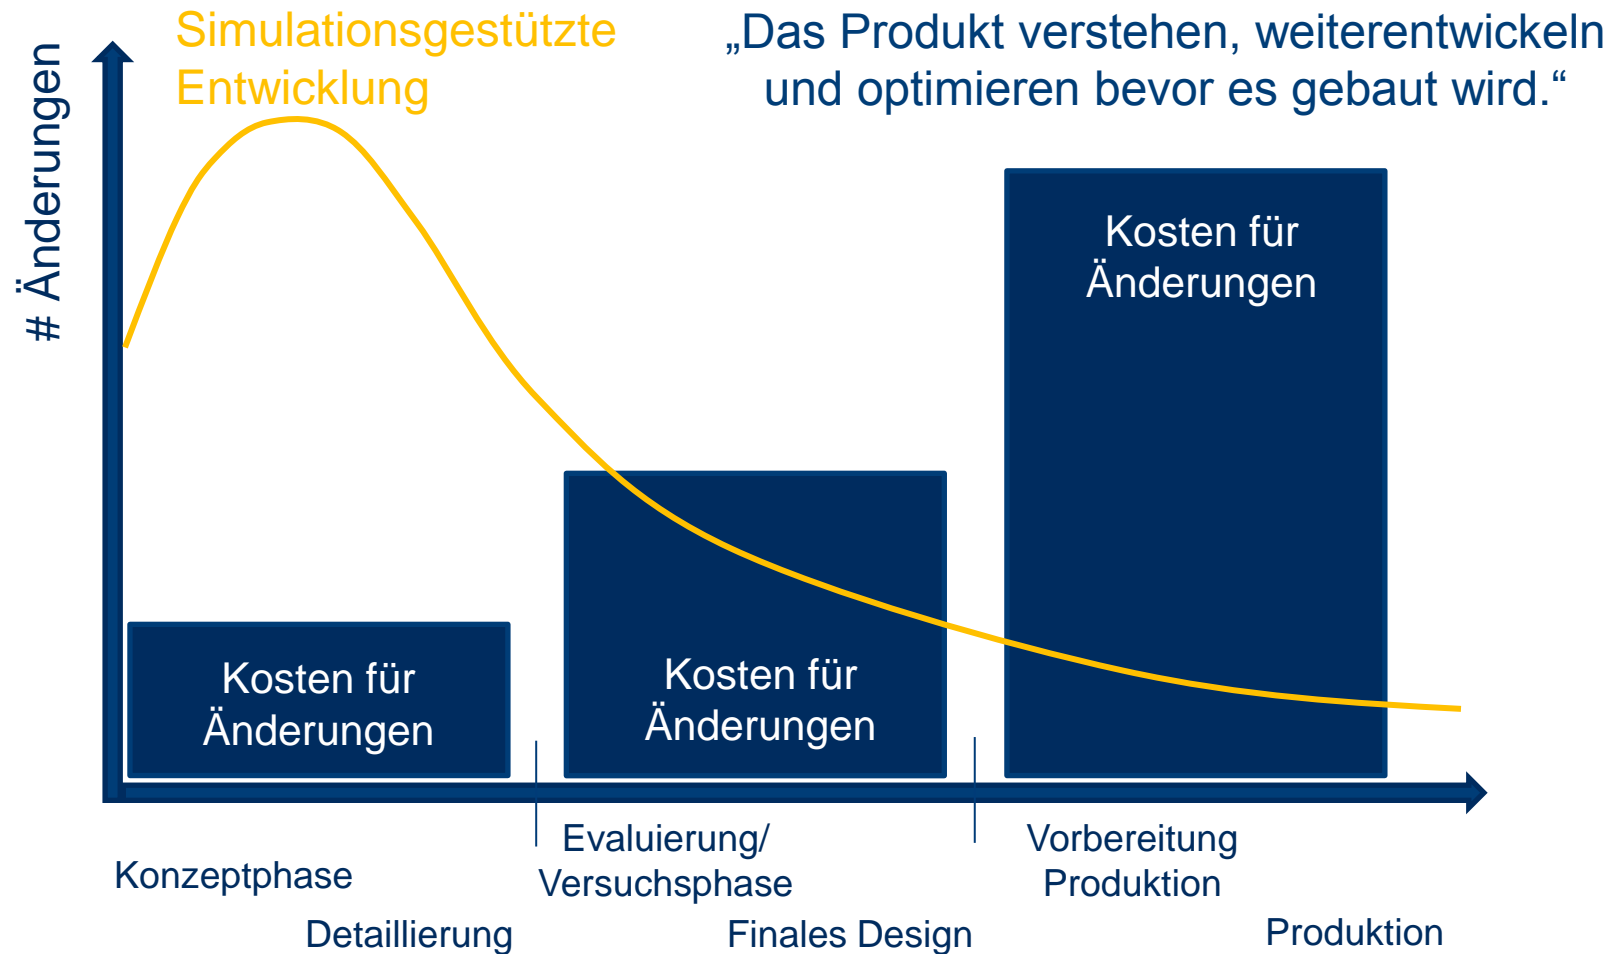 Simulationsgestützte
Entwicklung
„Das Produkt verstehen, weiterentwickeln
und optimieren bevor es gebaut wird.“
# Änderungen
Kosten für
Änderungen
Kosten für
Änderungen
Kosten für
Änderungen
Konzeptphase
Detaillierung
Evaluierung/
Versuchsphase
Finales Design
Vorbereitung
Produktion
Produktion